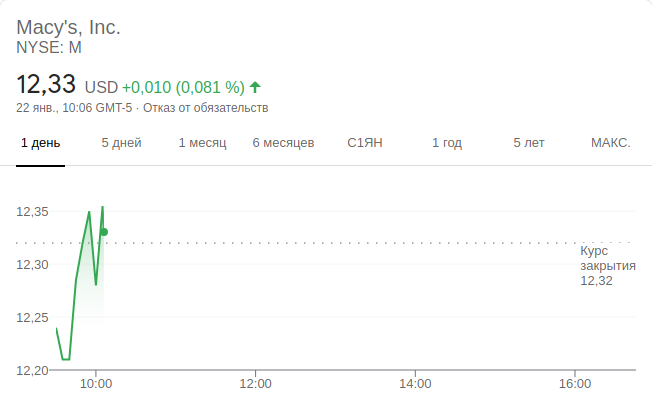 Macy's, Inc.
NYSE: M
12,33 USD +0,010 (0,081 %)
22 янв., 10:06 GMT-5 · Отказ от обязательств
1 день 5 дней 1 месяц 6 месяцев С1ЯН 1 год 5 лет МАКС.
12,35
Курс
закрытия
12,32
12,30
12,25
12,20
10:00 12:00 14:00 16:00